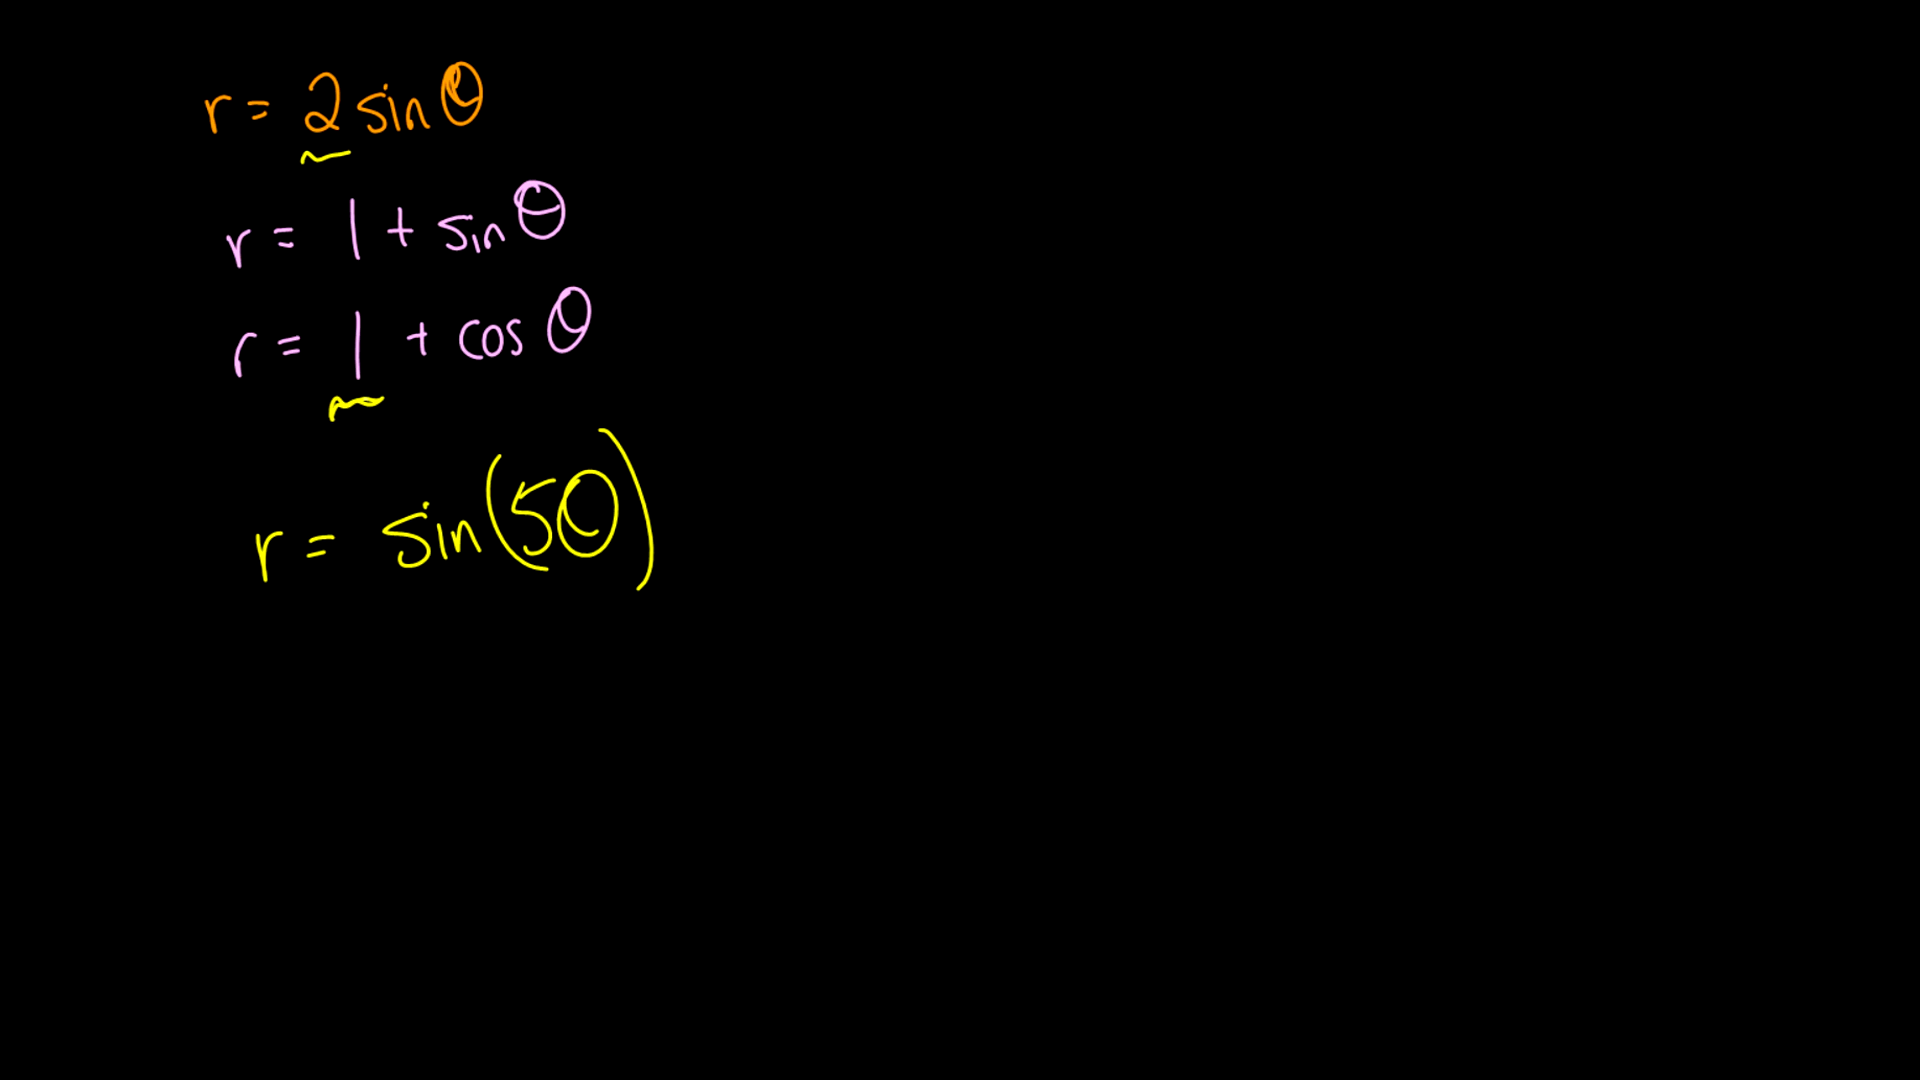 r = 2 sin θ
r = 1 + sin θ
r = 1 + cos θ
r = sin(5θ)